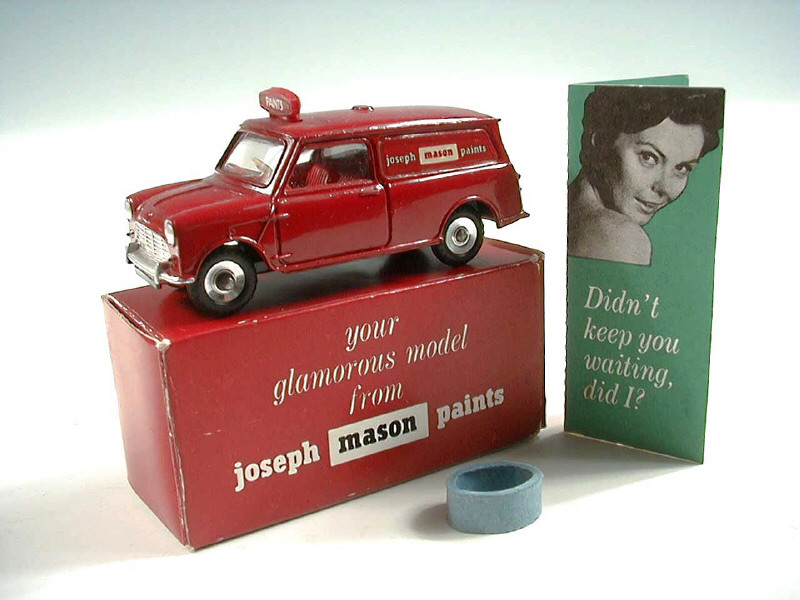 PAINTS
joseph mason paints
your
glamorous model
from
joseph mason paints
Didn't
keep you
waiting,
did I?